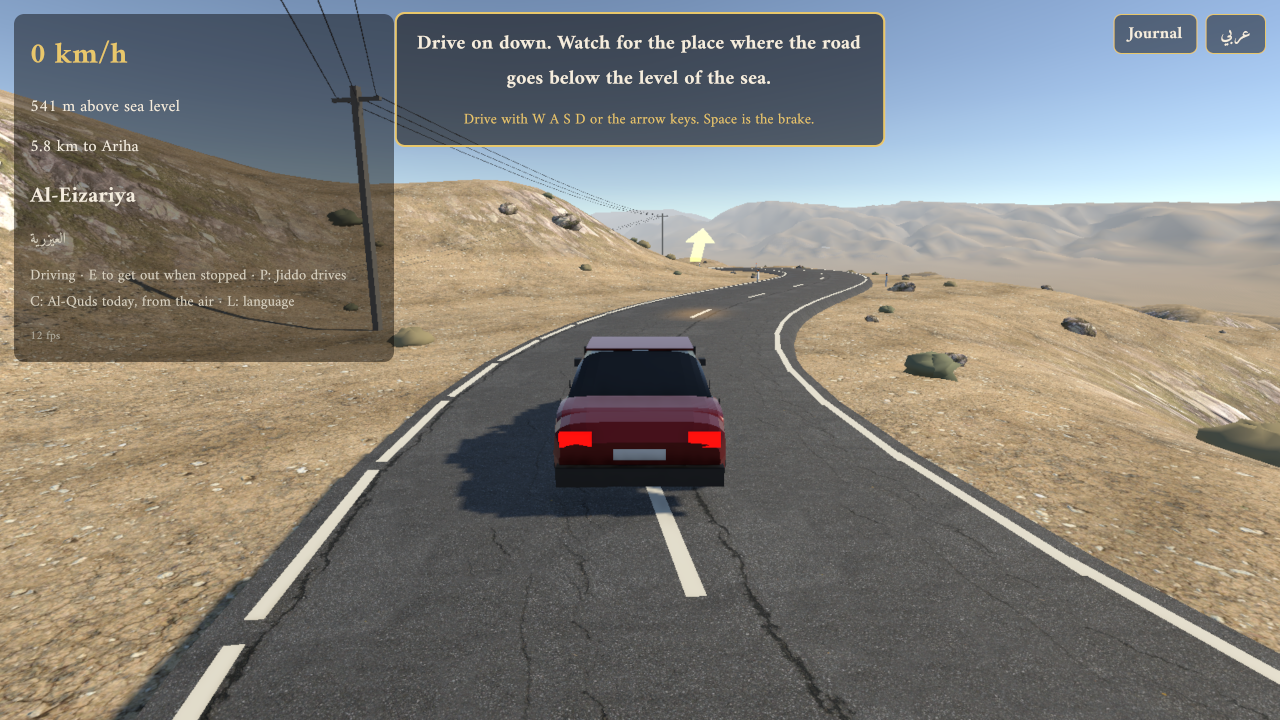 0 km/h
541 m above sea level
5.8 km to Ariha
Al-Eizariya
العيزرية
Driving · E to get out when stopped · P: Jiddo drives
C: Al-Quds today, from the air · L: language
12 fps
Drive on down. Watch for the place where the road
goes below the level of the sea.
Drive with W A S D or the arrow keys. Space is the brake.
Journal
عربي